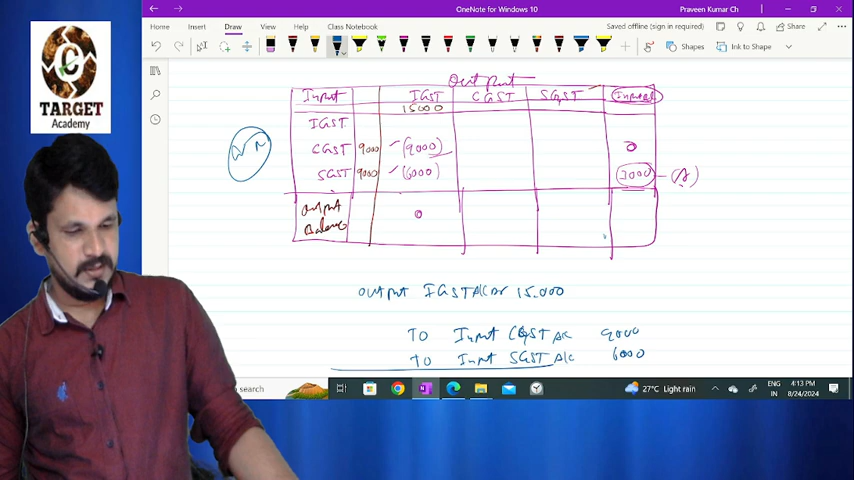 OneNote for Windows 10
Praveen Kumar Ch
Home Insert Draw View Help Class Notebook
Saved offline (sign in required)
Share
Shapes
Ink to Shape
TARGET
Academy
Output
Input IGST CGST SGST
15000
IGST
CGST 9000 (9000) 0
SGST 9000 (6000) 3000 (A)
WN
Output
Balance 0
Output IGST A/c Dr 15,000
To Input CGST A/c 9000
To Input SGST A/c 6000
search
27°C Light rain
ENG
IN
4:13 PM
8/24/2024